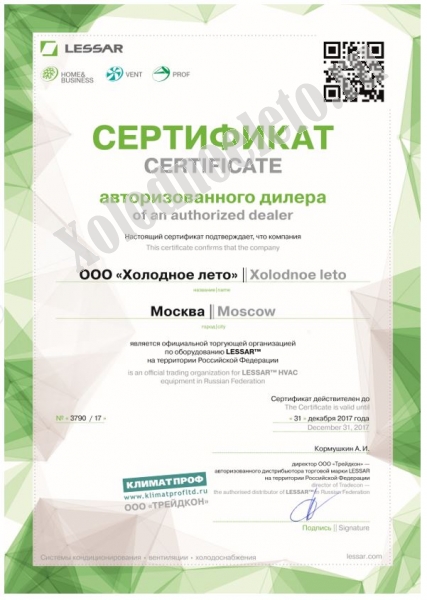 LESSAR
HOME&
BUSINESS
VENT
PROF
СЕРТИФИКАТ
CERTIFICATE
авторизованного дилера
of an authorized dealer
Настоящий сертификат подтверждает, что компания
This certificate confirms that the company
ООО «Холодное лето» || Xolodnoe leto
название | name
Москва || Moscow
город | city
является официальной торгующей организацией
по оборудованию LESSAR™
на территории Российской Федерации
is an official trading organization for LESSAR™ HVAC
equipment in Russian Federation
Сертификат действителен до
The Certificate is valid until
№ « 3790 / 17 »
« 31 » декабря 2017 года
December 31, 2017
Кормушкин А. И.
директор ООО «Трейдкон» —
авторизованного дистрибьютора торговой марки LESSAR
на территории Российской Федерации
director of Tradecon —
the authorised distributor of LESSAR™ in Russian Federation
КЛИМАТПРОФ
www.klimatprofltd.ru
ООО «ТРЕЙДКОН»
Подпись || Signature
Системы кондиционирования • вентиляции • холодоснабжения
lessar.com